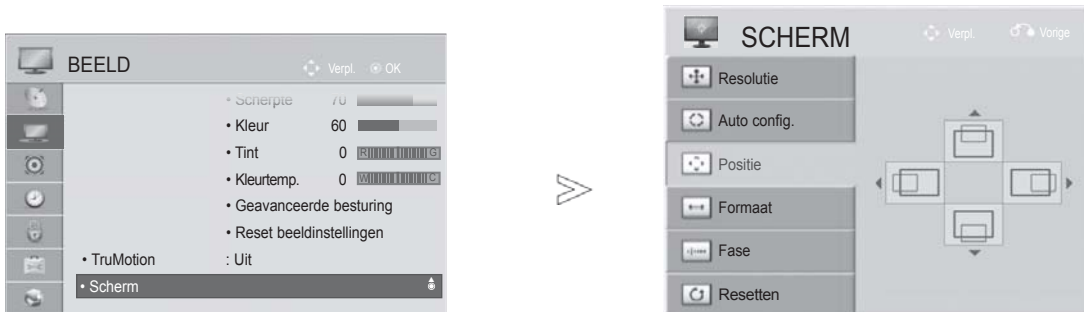 BEELD
Verpl. OK
• Scherpte 70
• Kleur 60
• Tint 0 R G
• Kleurtemp. 0 W C
• Geavanceerde besturing
• Reset beeldinstellingen
• TruMotion : Uit
• Scherm
SCHERM
Verpl. Vorige
Resolutie
Auto config.
Positie
Formaat
Fase
Resetten